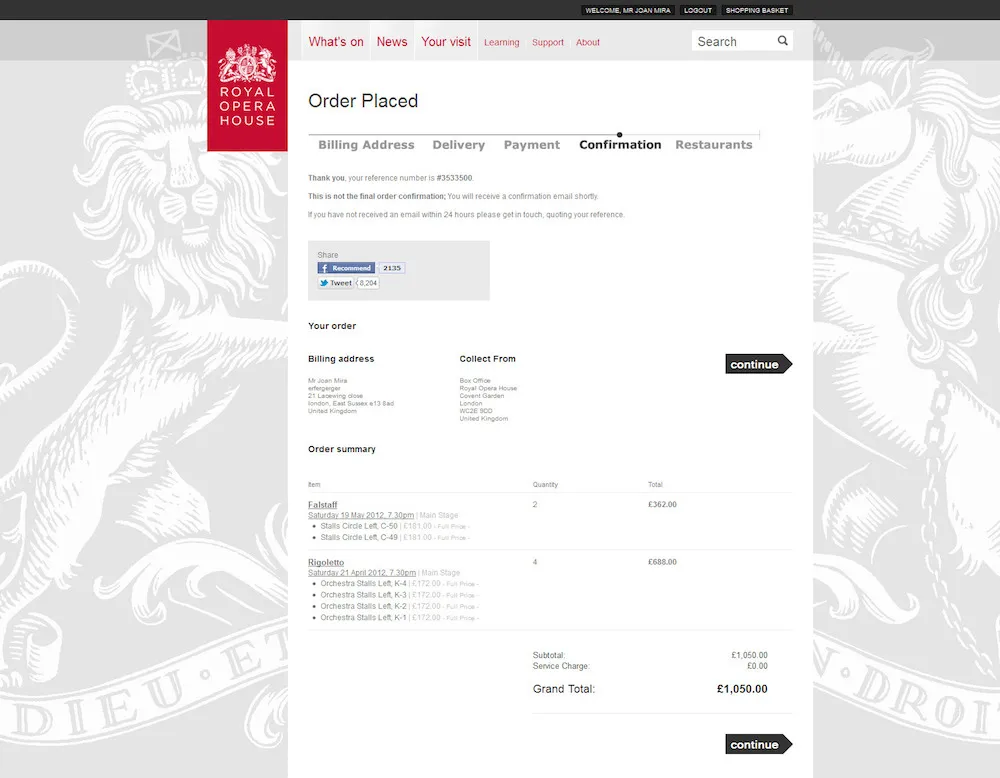 WELCOME, MR JOAN MIRA LOGOUT SHOPPING BASKET
What's on News Your visit Learning Support About Search
ROYAL
OPERA
HOUSE
Order Placed
Billing Address Delivery Payment Confirmation Restaurants
Thank you, your reference number is #3533500.
This is not the final order confirmation; You will receive a confirmation email shortly.
If you have not received an email within 24 hours please get in touch, quoting your reference.
Share
Recommend 2135
Tweet 8,204
Your order
Billing address
Mr Joan Mira
erfergerger
21 Lacewing close
london, East Sussex e13 8ad
United Kingdom
Collect From
Box Office
Royal Opera House
Covent Garden
London
WC2E 9DD
United Kingdom
continue
Order summary
Item Quantity Total
Falstaff 2 £362.00
Saturday 19 May 2012, 7.30pm | Main Stage
• Stalls Circle Left, C-50 | £181.00 - Full Price -
• Stalls Circle Left, C-49 | £181.00 - Full Price -
Rigoletto 4 £688.00
Saturday 21 April 2012, 7.30pm | Main Stage
• Orchestra Stalls Left, K-4 | £172.00 - Full Price -
• Orchestra Stalls Left, K-3 | £172.00 - Full Price -
• Orchestra Stalls Left, K-2 | £172.00 - Full Price -
• Orchestra Stalls Left, K-1 | £172.00 - Full Price -
Subtotal: £1,050.00
Service Charge: £0.00
Grand Total: £1,050.00
continue
DIEU · ET
N · DROIT